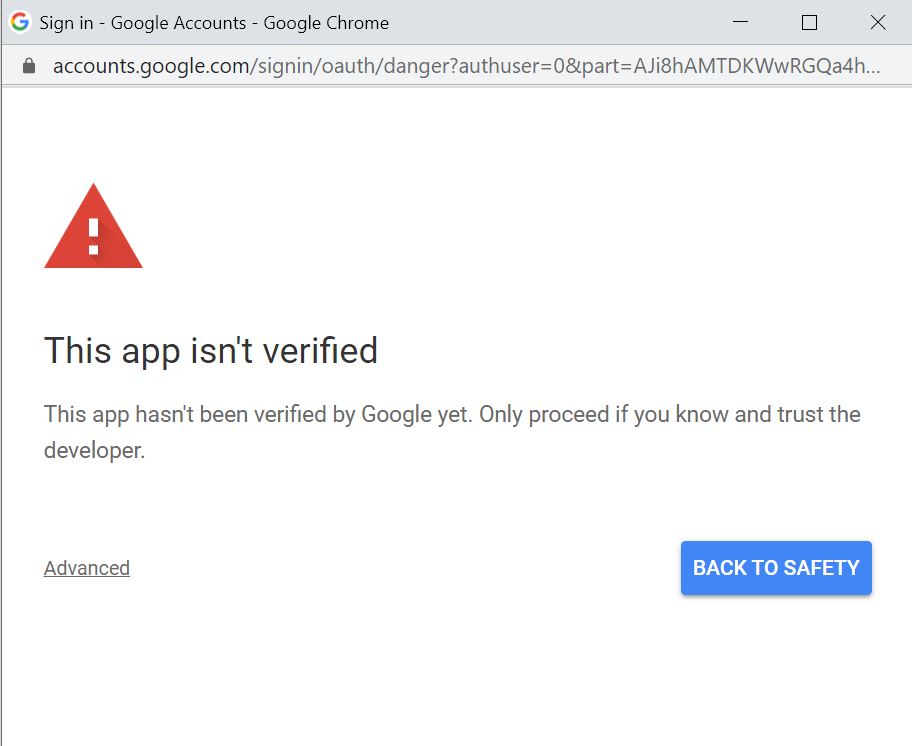 Sign in - Google Accounts - Google Chrome
accounts.google.com/signin/oauth/danger?authuser=0&part=AJi8hAMTDKWwRGQa4h...
This app isn't verified
This app hasn't been verified by Google yet. Only proceed if you know and trust the
developer.
Advanced
BACK TO SAFETY